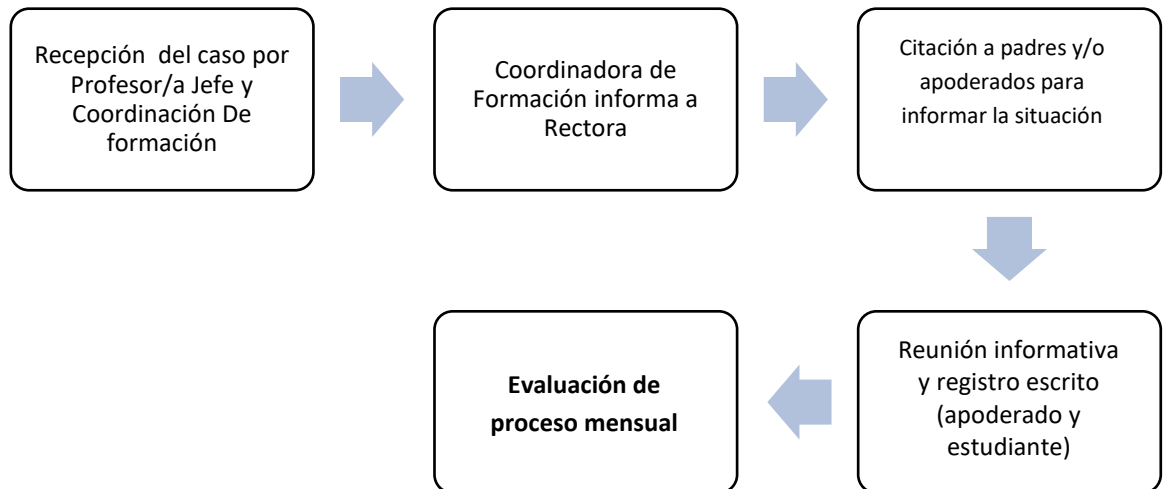 Recepción  del caso por
Profesor/a Jefe y
Coordinación De
formación
Coordinadora de
Formación informa a
Rectora
Citación a padres y/o
apoderados para
informar la situación
Reunión informativa
y registro escrito
(apoderado y
estudiante)
Evaluación de
proceso mensual